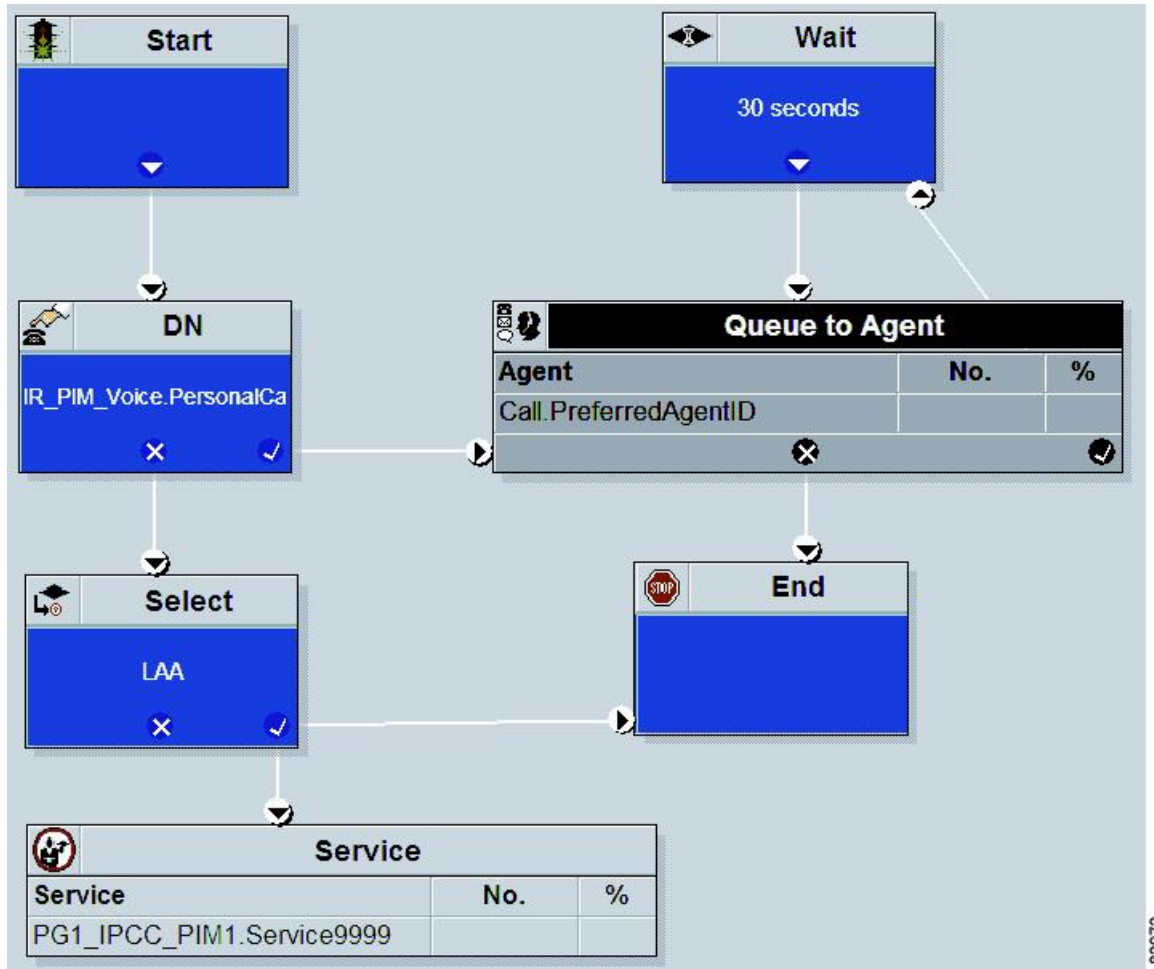 Start
Wait
30 seconds
DN
IR_PIM_Voice.PersonalCa
Queue to Agent
Agent No. %
Call.PreferredAgentID
Select
LAA
STOP
End
Service
Service No. %
PG1_IPCC_PIM1.Service9999